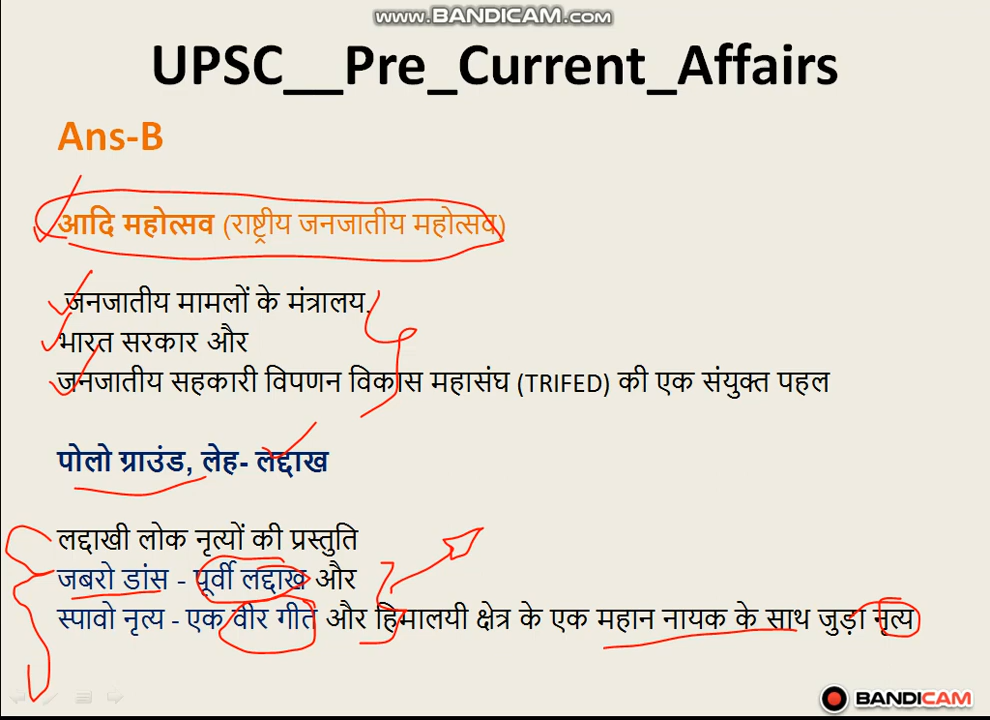 www.BANDICAM.com
UPSC__Pre_Current_Affairs
Ans-B
आदि महोत्सव (राष्ट्रीय जनजातीय महोत्सव)
जनजातीय मामलों के मंत्रालय,
भारत सरकार और
जनजातीय सहकारी विपणन विकास महासंघ (TRIFED) की एक संयुक्त पहल
पोलो ग्राउंड, लेह- लद्दाख
लद्दाखी लोक नृत्यों की प्रस्तुति
जबरो डांस - पूर्वी लद्दाख और
स्पावो नृत्य - एक वीर गीत और हिमालयी क्षेत्र के एक महान नायक के साथ जुड़ा नृत्य
BANDICAM